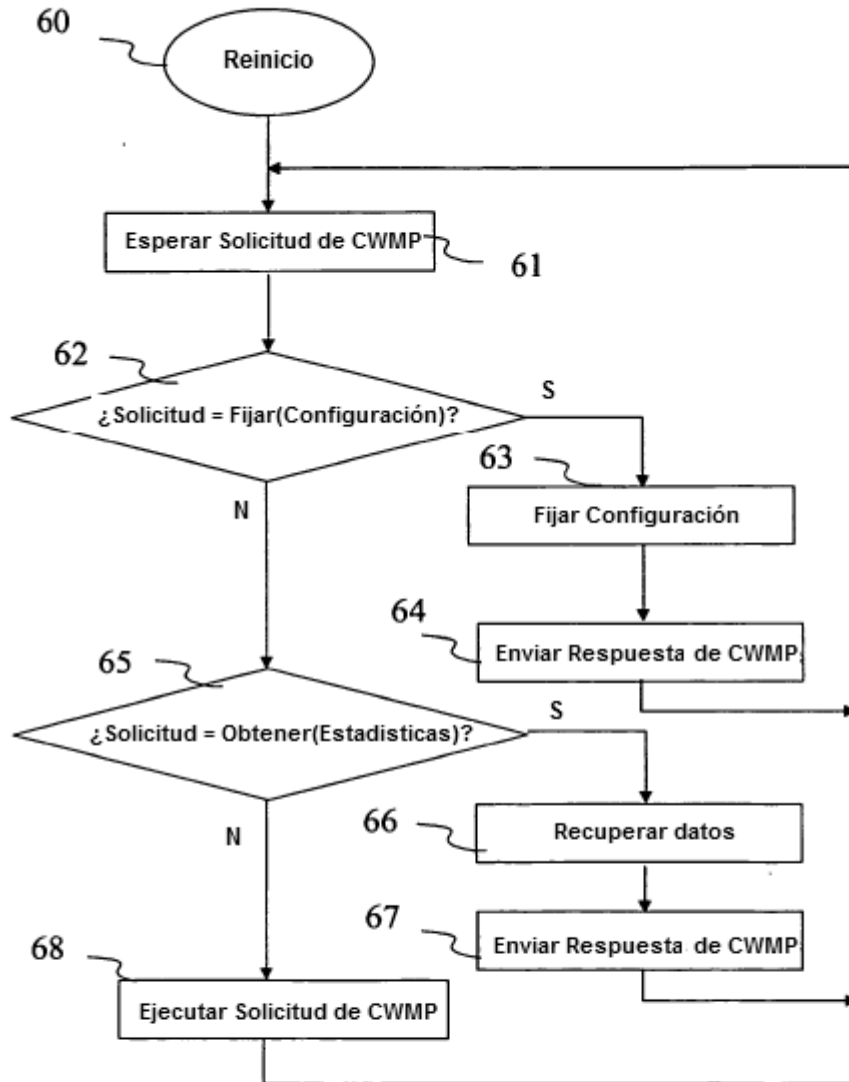 60
Reinicio
Esperar Solicitud de CWMP
61
62
¿Solicitud = Fijar(Configuración)?
S
N
63
Fijar Configuración
64
Enviar Respuesta de CWMP
65
¿Solicitud = Obtener(Estadisticas)?
S
N
66
Recuperar datos
67
Enviar Respuesta de CWMP
68
Ejecutar Solicitud de CWMP